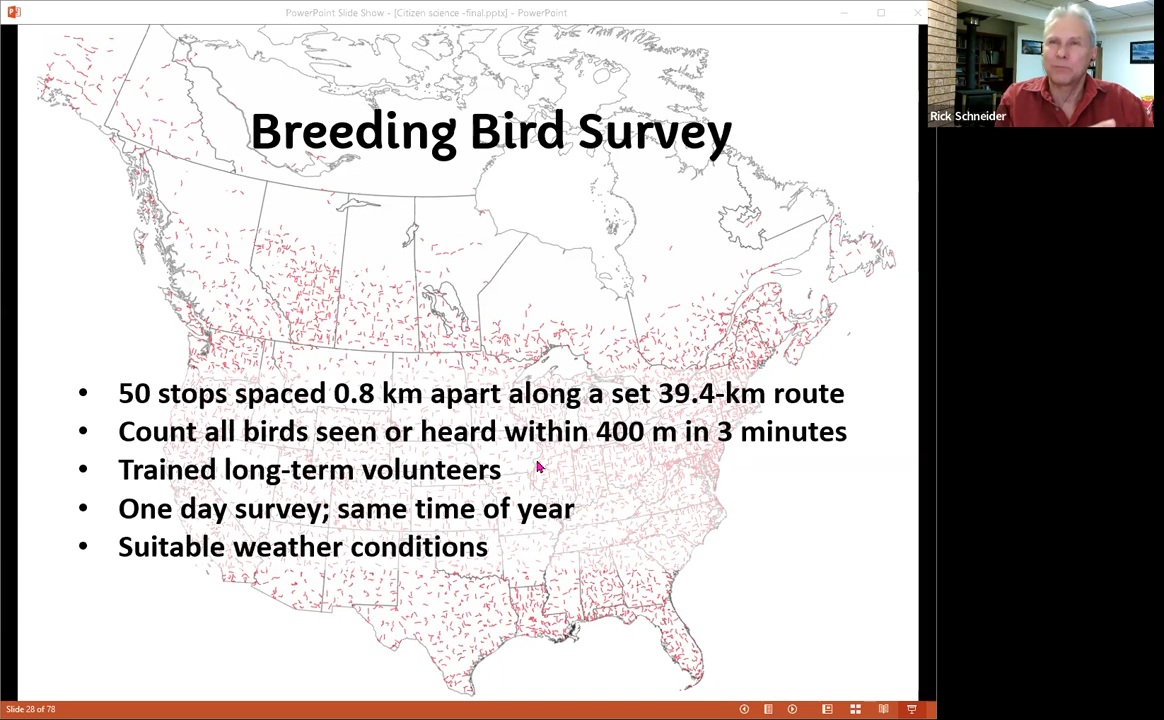 PowerPoint Slide Show - [Citizen science -final.pptx] - PowerPoint
Rick Schneider
Breeding Bird Survey
• 50 stops spaced 0.8 km apart along a set 39.4-km route
• Count all birds seen or heard within 400 m in 3 minutes
• Trained long-term volunteers
• One day survey; same time of year
• Suitable weather conditions
Slide 28 of 78